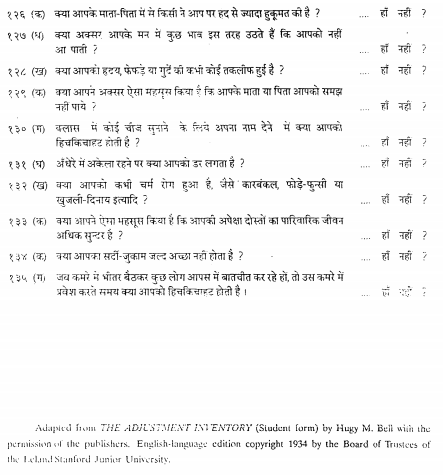 १२६ (क) क्या आपके माता-पिता में से किसी ने आप पर हद से ज्यादा हुकूमत की है ? .... हाँ नहीं ?
१२७ (ध) क्या अक्सर आपके मन में कुछ भाव इस तरह उठते हैं कि आपको नहीं
आ पाती ? .... हाँ नहीं ?
१२८ (ख) क्या आपको हृदय, फेफड़े या गुर्दे की कभी कोई तकलीफ हुई है ? .... हाँ नहीं ?
१२९ (क) क्या आपने अक्सर ऐसा महसूस किया है कि आपके माता या पिता आपको समझ
नहीं पाये ? .... हाँ नहीं ?
१३० (ग) क्लास में कोई चीज सुनाने के लिये अपना नाम देने में क्या आपको
हिचकिचाहट होती है ? .... हाँ नहीं ?
१३१ (घ) अँधेरे में अकेला रहने पर क्या आपको डर लगता है ? .... हाँ नहीं ?
१३२ (ख) क्या आपको कभी चर्म रोग हुआ है, जैसे कारबंकल, फोड़े-फुन्सी या
खुजली-दिनाय इत्यादि ? .... हाँ नहीं ?
१३३ (क) क्या आपने ऐसा महसूस किया है कि आपकी अपेक्षा दोस्तों का पारिवारिक जीवन
अधिक सुन्दर है ? .... हाँ नहीं ?
१३४ (क) क्या आपका सर्दी-जुकाम जल्द अच्छा नहीं होता है ? .... हाँ नहीं ?
१३५ (ग) जब कमरे में भीतर बैठकर कुछ लोग आपस में बातचीत कर रहे हों, तो उस कमरे में
प्रवेश करते समय क्या आपको हिचकिचाहट होती है । .... हाँ नहीं ?
Adapted from THE ADJUSTMENT INVENTORY (Student form) by Hugy M. Bell with the
permission of the publishers. English-language edition copyright 1934 by the Board of Trustees of
the Leland Stanford Junior University.